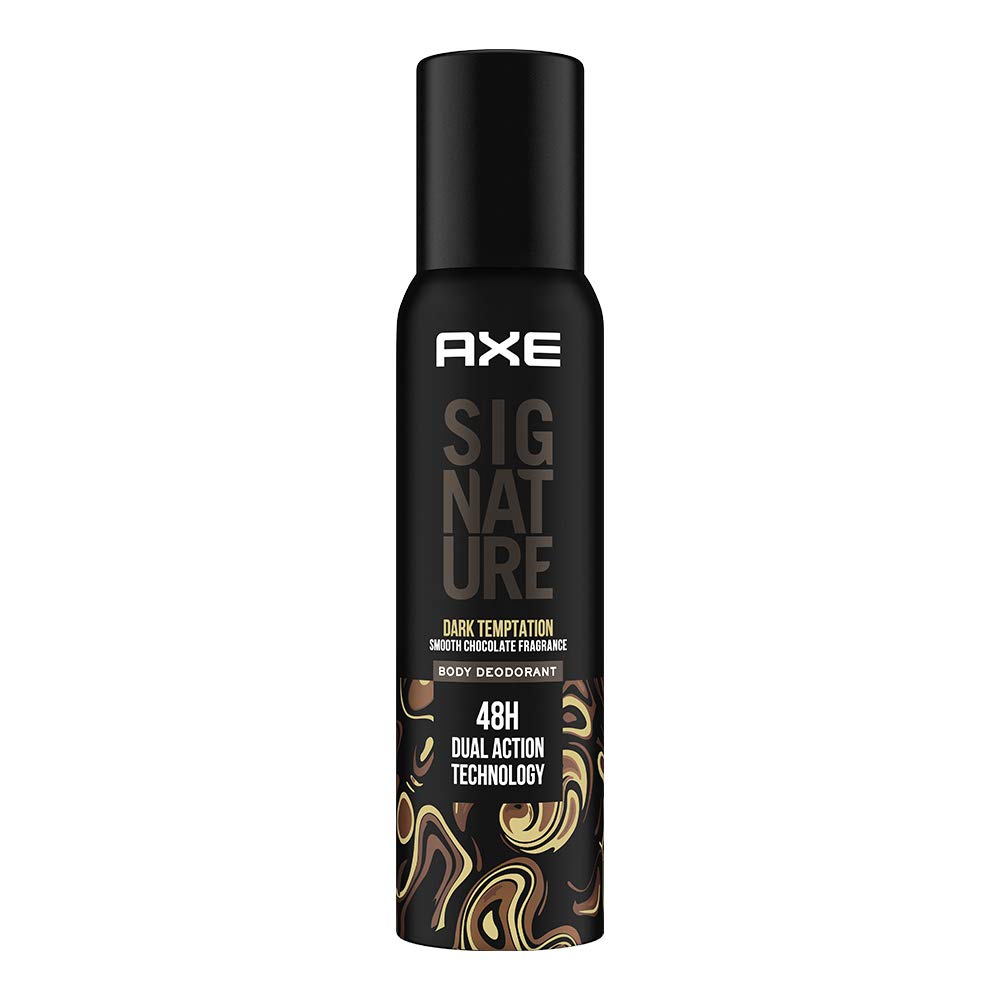 AXE
SIG
NAT
URE
DARK TEMPTATION
SMOOTH CHOCOLATE FRAGRANCE
BODY DEODORANT
48H
DUAL ACTION
TECHNOLOGY